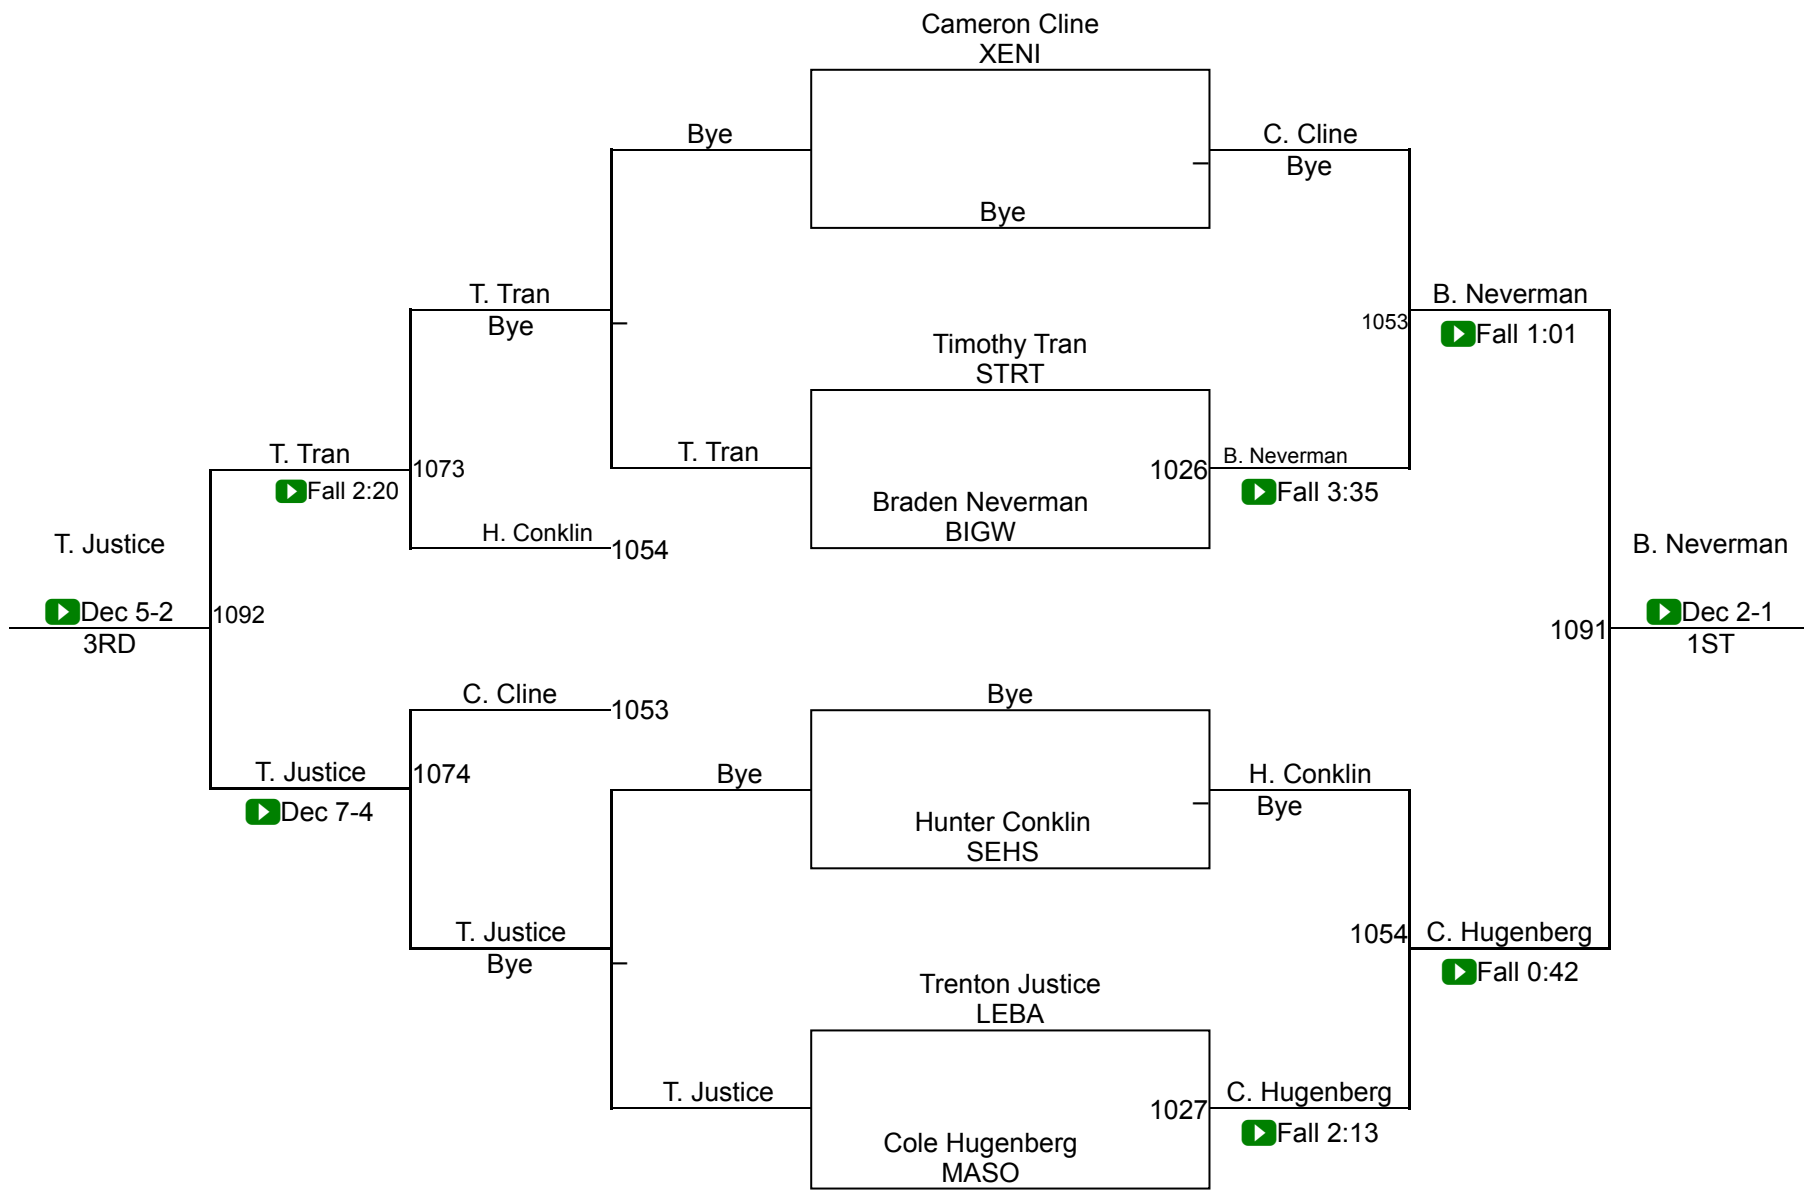 Cameron Cline
XENI
Bye
C. Cline
Bye
Bye
T. Tran
Bye
B. Neverman
1053
Fall 1:01
Timothy Tran
STRT
T. Tran
1073
Fall 2:20
T. Tran
1026
B. Neverman
Fall 3:35
Braden Neverman
BIGW
H. Conklin
1054
T. Justice
Dec 5-2
3RD
1092
B. Neverman
1091
Dec 2-1
1ST
C. Cline
1053
Bye
T. Justice
1074
Dec 7-4
Bye
H. Conklin
Bye
Hunter Conklin
SEHS
T. Justice
Bye
1054
C. Hugenberg
Fall 0:42
Trenton Justice
LEBA
T. Justice
1027
C. Hugenberg
Fall 2:13
Cole Hugenberg
MASO